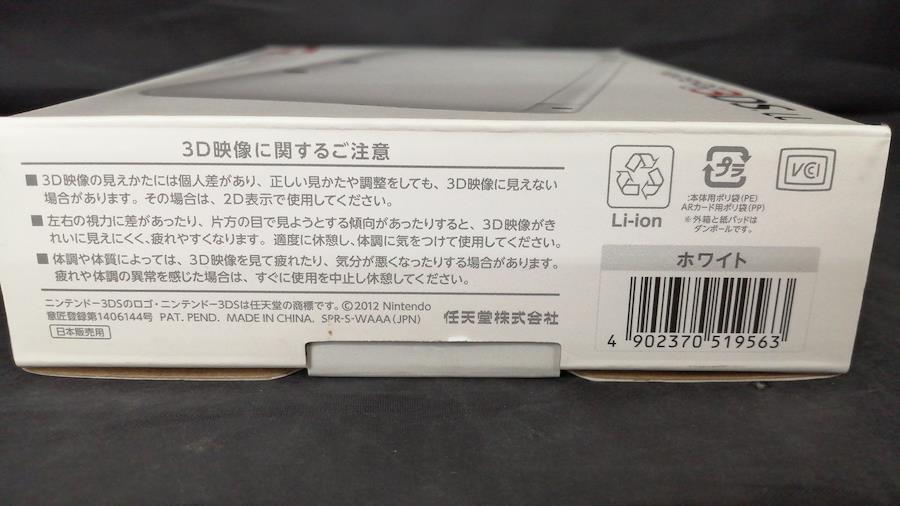 3DS LL
3D映像に関するご注意
■ 3D映像の見えかたには個人差があり、正しい見かたや調整をしても、3D映像に見えない
場合があります。その場合は、2D表示で使用してください。
■ 左右の視力に差があったり、片方の目で見ようとする傾向があったりすると、3D映像がき
れいに見えにくく、疲れやすくなります。適度に休憩し、体調に気をつけて使用してください。
■ 体調や体質によっては、3D映像を見て疲れたり、気分が悪くなったりする場合があります。
疲れや体調の異常を感じた場合は、すぐに使用を中止し休憩してください。
ニンテンドー3DSのロゴ・ニンテンドー3DSは任天堂の商標です。©2012 Nintendo
意匠登録第1406144号 PAT. PEND. MADE IN CHINA. SPR-S-WAAA(JPN)
任天堂株式会社
日本販売用
Li-ion
プラ
:本体用ポリ袋(PE)
ARカード用ポリ袋(PP)
※外箱と紙パッドは
ダンボールです。
VCCI
ホワイト
4 902370 519563